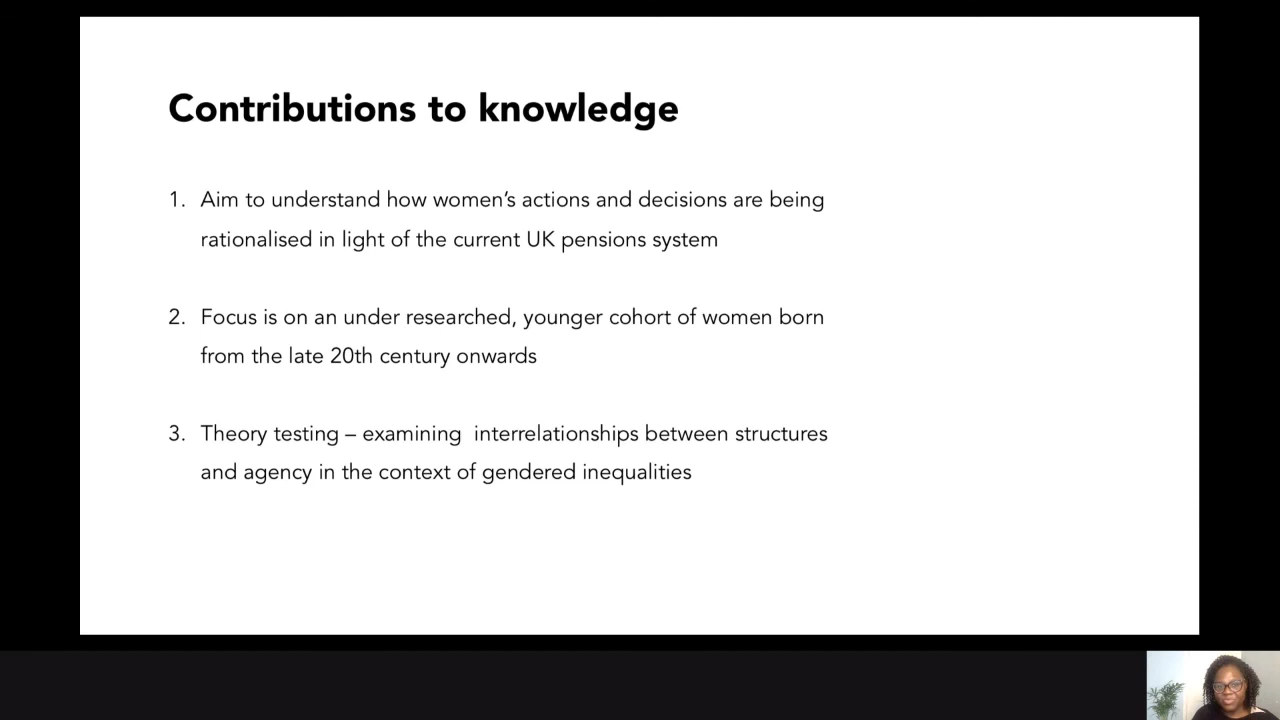 Contributions to knowledge
1. Aim to understand how women’s actions and decisions are being
rationalised in light of the current UK pensions system
2. Focus is on an under researched, younger cohort of women born
from the late 20th century onwards
3. Theory testing – examining  interrelationships between structures
and agency in the context of gendered inequalities